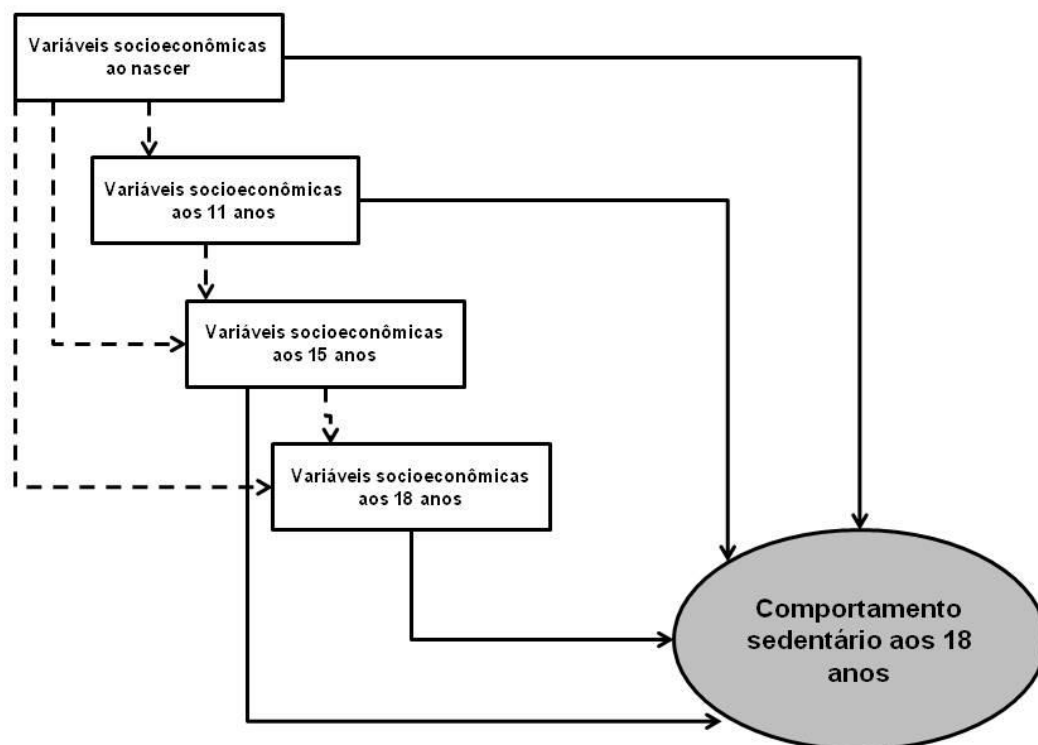 Variáveis socioeconômicas
ao nascer
Variáveis socioeconômicas
aos 11 anos
Variáveis socioeconômicas
aos 15 anos
Variáveis socioeconômicas
aos 18 anos
Comportamento
sedentário aos 18
anos